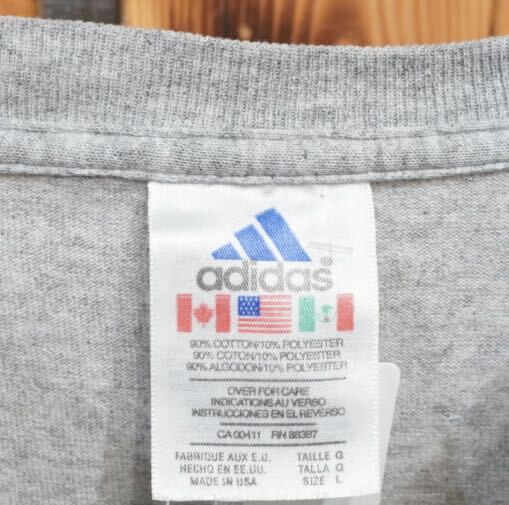 adidas®
90% COTTON/10% POLYESTER
90% COTON/10% POLYESTER
90% ALGODON/10% POLYESTER
OVER FOR CARE
INDICATIONS AU VERSO
INSTRUCCIONES EN EL REVERSO
CA 00411 RN 88387
FABRIQUE AUX E.U. TAILLE G
HECHO EN EE.UU. TALLA G
MADE IN USA SIZE L